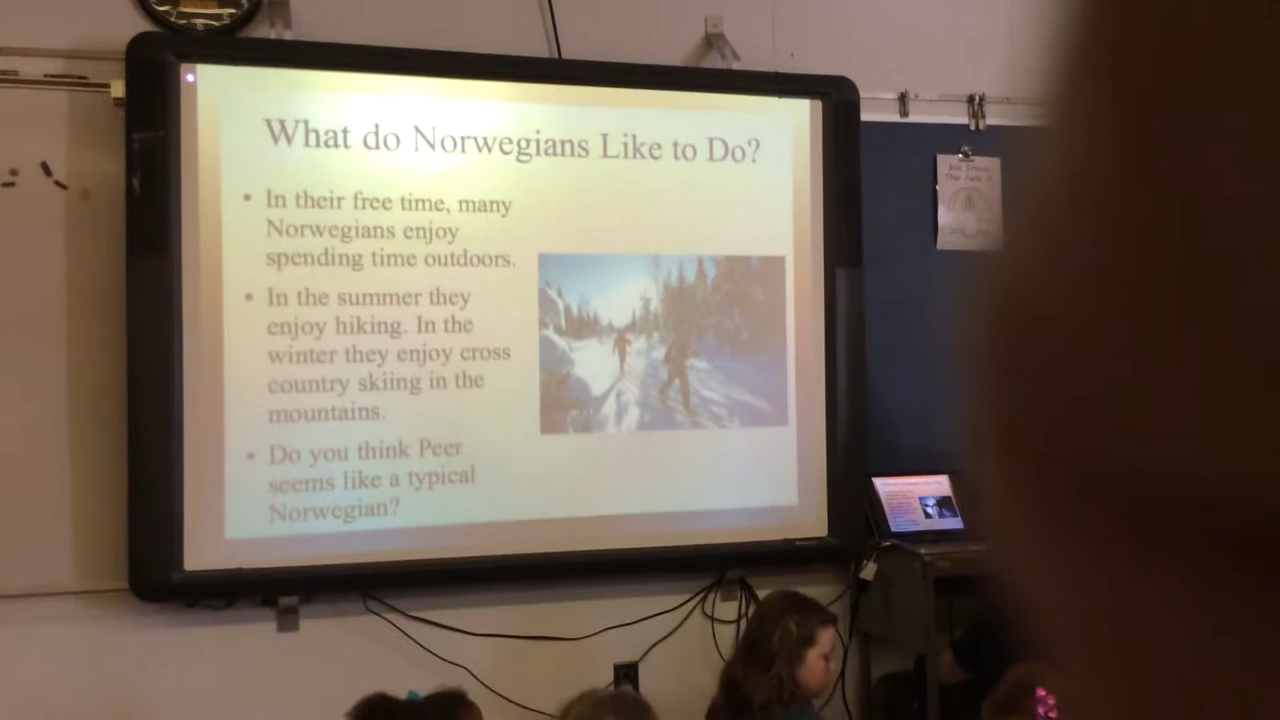 What do Norwegians Like to Do?
• In their free time, many
Norwegians enjoy
spending time outdoors.
• In the summer they
enjoy hiking. In the
winter they enjoy cross
country skiing in the
mountains.
• Do you think Peer
seems like a typical
Norwegian?